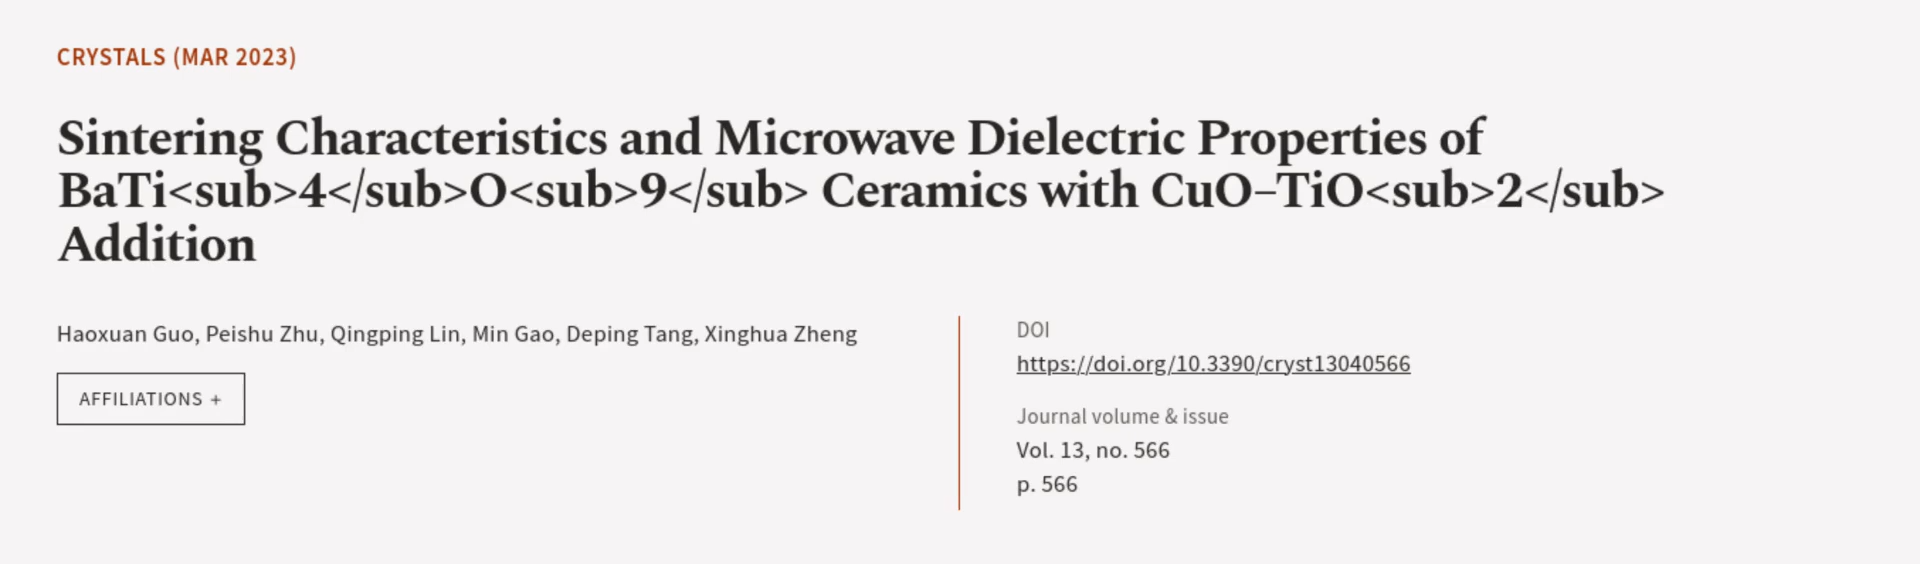 CRYSTALS (MAR 2023)
Sintering Characteristics and Microwave Dielectric Properties of
BaTi<sub>4</sub>O<sub>9</sub> Ceramics with CuO–TiO<sub>2</sub>
Addition
Haoxuan Guo, Peishu Zhu, Qingping Lin, Min Gao, Deping Tang, Xinghua Zheng
AFFILIATIONS +
DOI
https://doi.org/10.3390/cryst13040566
Journal volume & issue
Vol. 13, no. 566
p. 566